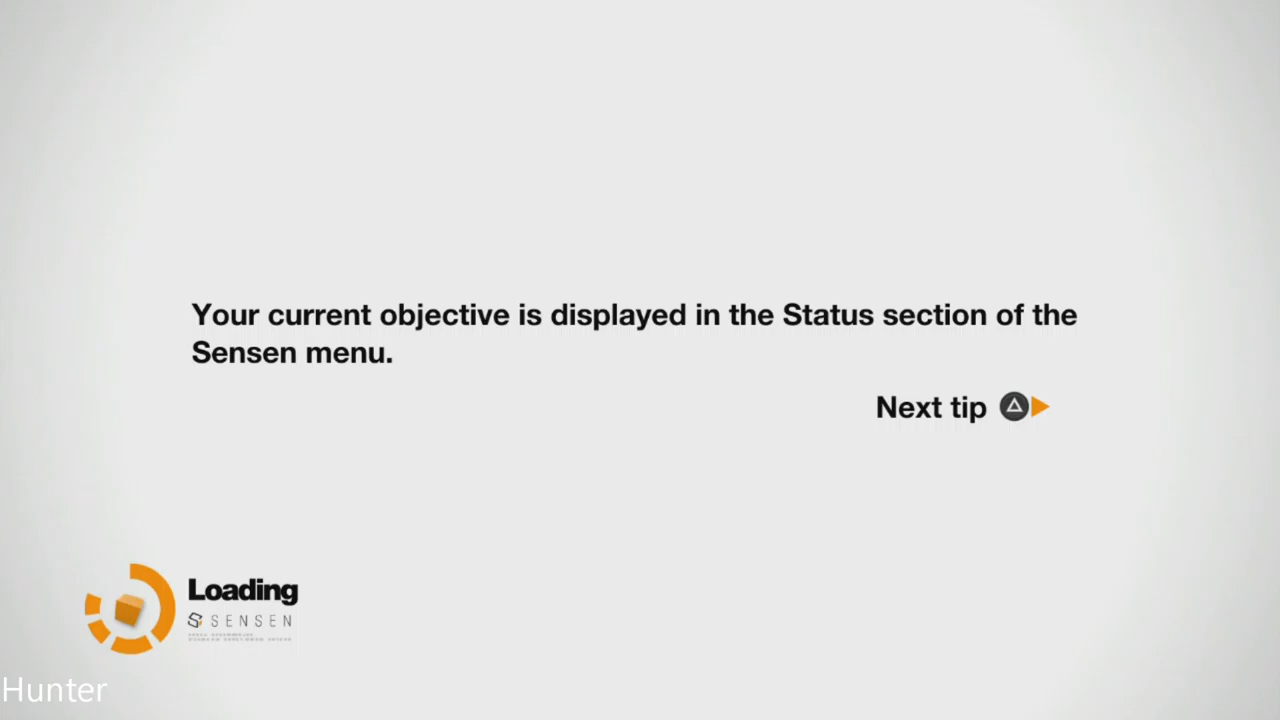 Your current objective is displayed in the Status section of the
Sensen menu.
Next tip
Loading
SENSEN
Hunter